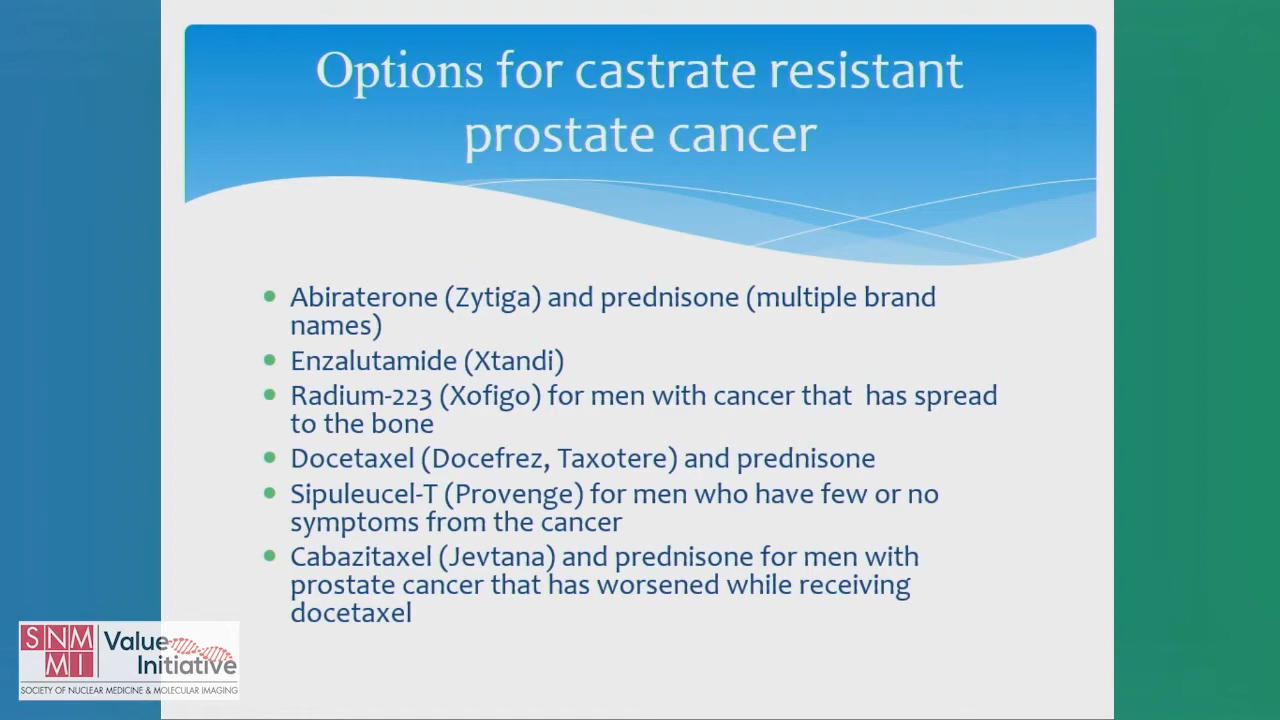 Options for castrate resistant
prostate cancer
Abiraterone (Zytiga) and prednisone (multiple brand
names)
Enzalutamide (Xtandi)
Radium-223 (Xofigo) for men with cancer that  has spread
to the bone
Docetaxel (Docefrez, Taxotere) and prednisone
Sipuleucel-T (Provenge) for men who have few or no
symptoms from the cancer
Cabazitaxel (Jevtana) and prednisone for men with
prostate cancer that has worsened while receiving
docetaxel
SNM
MI
Value
Initiative
SOCIETY OF NUCLEAR MEDICINE & MOLECULAR IMAGING